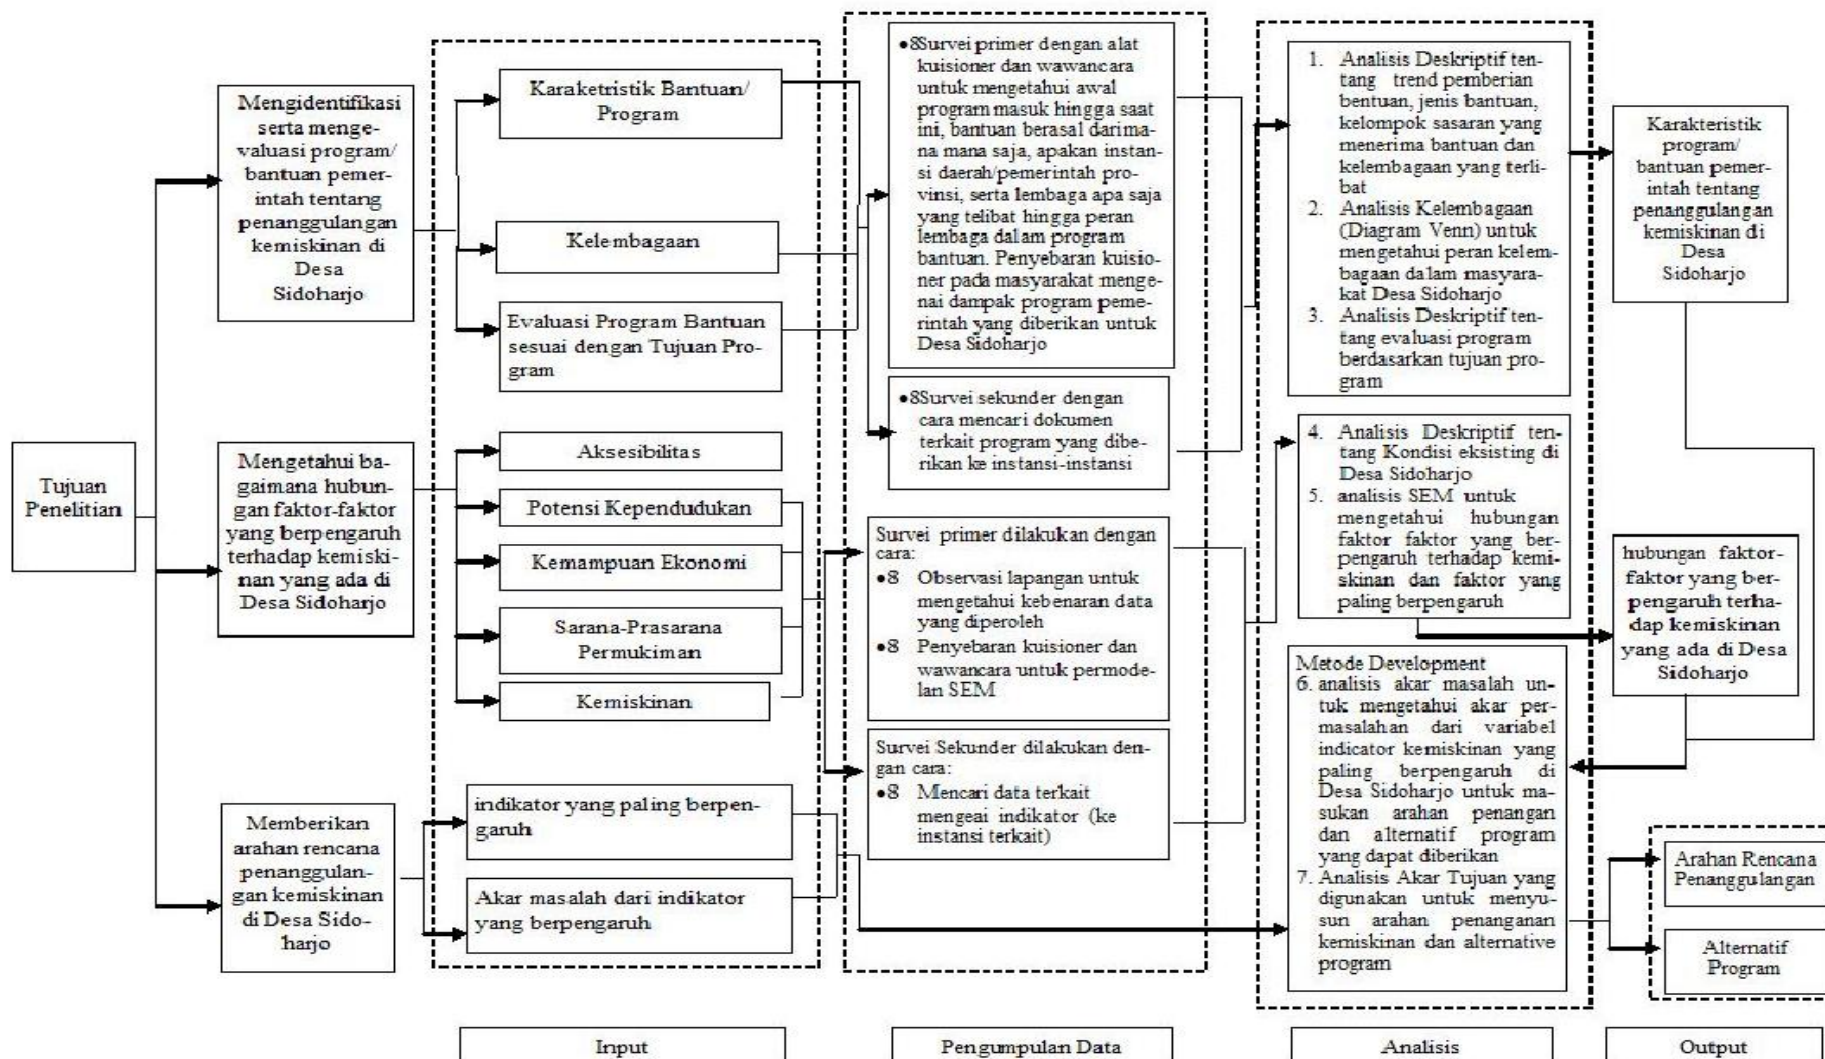 Tujuan
Penelitian
Mengidentifikasi
serta menge-
valuasi program/
bantuan pemer-
intah tentang
penanggulangan
kemiskinan di
Desa
Sidoharjo
Mengetahui ba-
gaimana hubun-
gan faktor-faktor
yang berpengaruh
terhadap kemiski-
nan yang ada di
Desa Sidoharjo
Memberikan
arahan rencana
penanggulan-
gan kemiskinan
di Desa Sido-
harjo
Karaketristik Bantuan/
Program
Kelembagaan
Evaluasi Program Bantuan
sesuai dengan Tujuan Pro-
gram
Aksesibilitas
Potensi Kependudukan
Kemampuan Ekonomi
Sarana-Prasarana
Permukiman
Kemiskinan
indikator yang paling berpen-
garuh
Akar masalah dari indikator
yang berpengaruh
•8Survei primer dengan alat
kuisioner dan wawancara
untuk mengetahui awal
program masuk hingga saat
ini, bantuan berasal darima-
na mana saja, apakan instan-
si daerah/pemerintah pro-
vinsi, serta lembaga apa saja
yang telibat hingga peran
lembaga dalam program
bantuan. Penyebaran kuisio-
ner pada masyarakat menge-
nai dampak program peme-
rintah yang diberikan untuk
Desa Sidoharjo
•8Survei sekunder dengan
cara mencari dokumen
terkait program yang dibe-
rikan ke instansi-instansi
Survei primer dilakukan dengan
cara:
•8 Observasi lapangan untuk
mengetahui kebenaran data
yang diperoleh
•8 Penyebaran kuisioner dan
wawancara untuk permode-
lan SEM
Survei Sekunder dilakukan den-
gan cara:
•8 Mencari data terkait
mengeai indikator (ke
instansi terkait)
1. Analisis Deskriptif ten-
tang trend pemberian
bentuan, jenis bantuan,
kelompok sasaran yang
menerima bantuan dan
kelembagaan yang terli-
bat
2. Analisis Kelembagaan
(Diagram Venn) untuk
mengetahui peran kelem-
bagaan dalam masyara-
kat Desa Sidoharjo
3. Analisis Deskriptif ten-
tang evaluasi program
berdasarkan tujuan pro-
gram
4. Analisis Deskriptif ten-
tang Kondisi eksisting di
Desa Sidoharjo
5. analisis SEM untuk
mengetahui hubungan
faktor faktor yang ber-
pengaruh terhadap kemi-
skinan dan faktor yang
paling berpengaruh
Metode Development
6. analisis akar masalah un-
tuk mengetahui akar per-
masalahan dari variabel
indicator kemiskinan yang
paling berpengaruh di
Desa Sidoharjo untuk ma-
sukan arahan penangan
dan alternatif program
yang dapat diberikan
7. Analisis Akar Tujuan yang
digunakan untuk menyu-
sun arahan penanganan
kemiskinan dan alternative
program
Karakteristik
program/
bantuan pemer-
intah tentang
penanggulangan
kemiskinan di
Desa
Sidoharjo
hubungan faktor-
faktor yang ber-
pengaruh terha-
dap kemiskinan
yang ada di Desa
Sidoharjo
Arahan Rencana
Penanggulangan
Alternatif
Program
Input
Pengumpulan Data
Analisis
Output